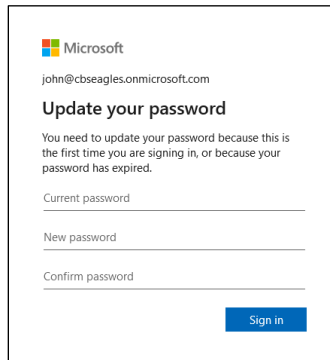 Microsoft
john@cbseagles.onmicrosoft.com
Update your password
You need to update your password because this is
the first time you are signing in, or because your
password has expired.
Current password
New password
Confirm password
Sign in